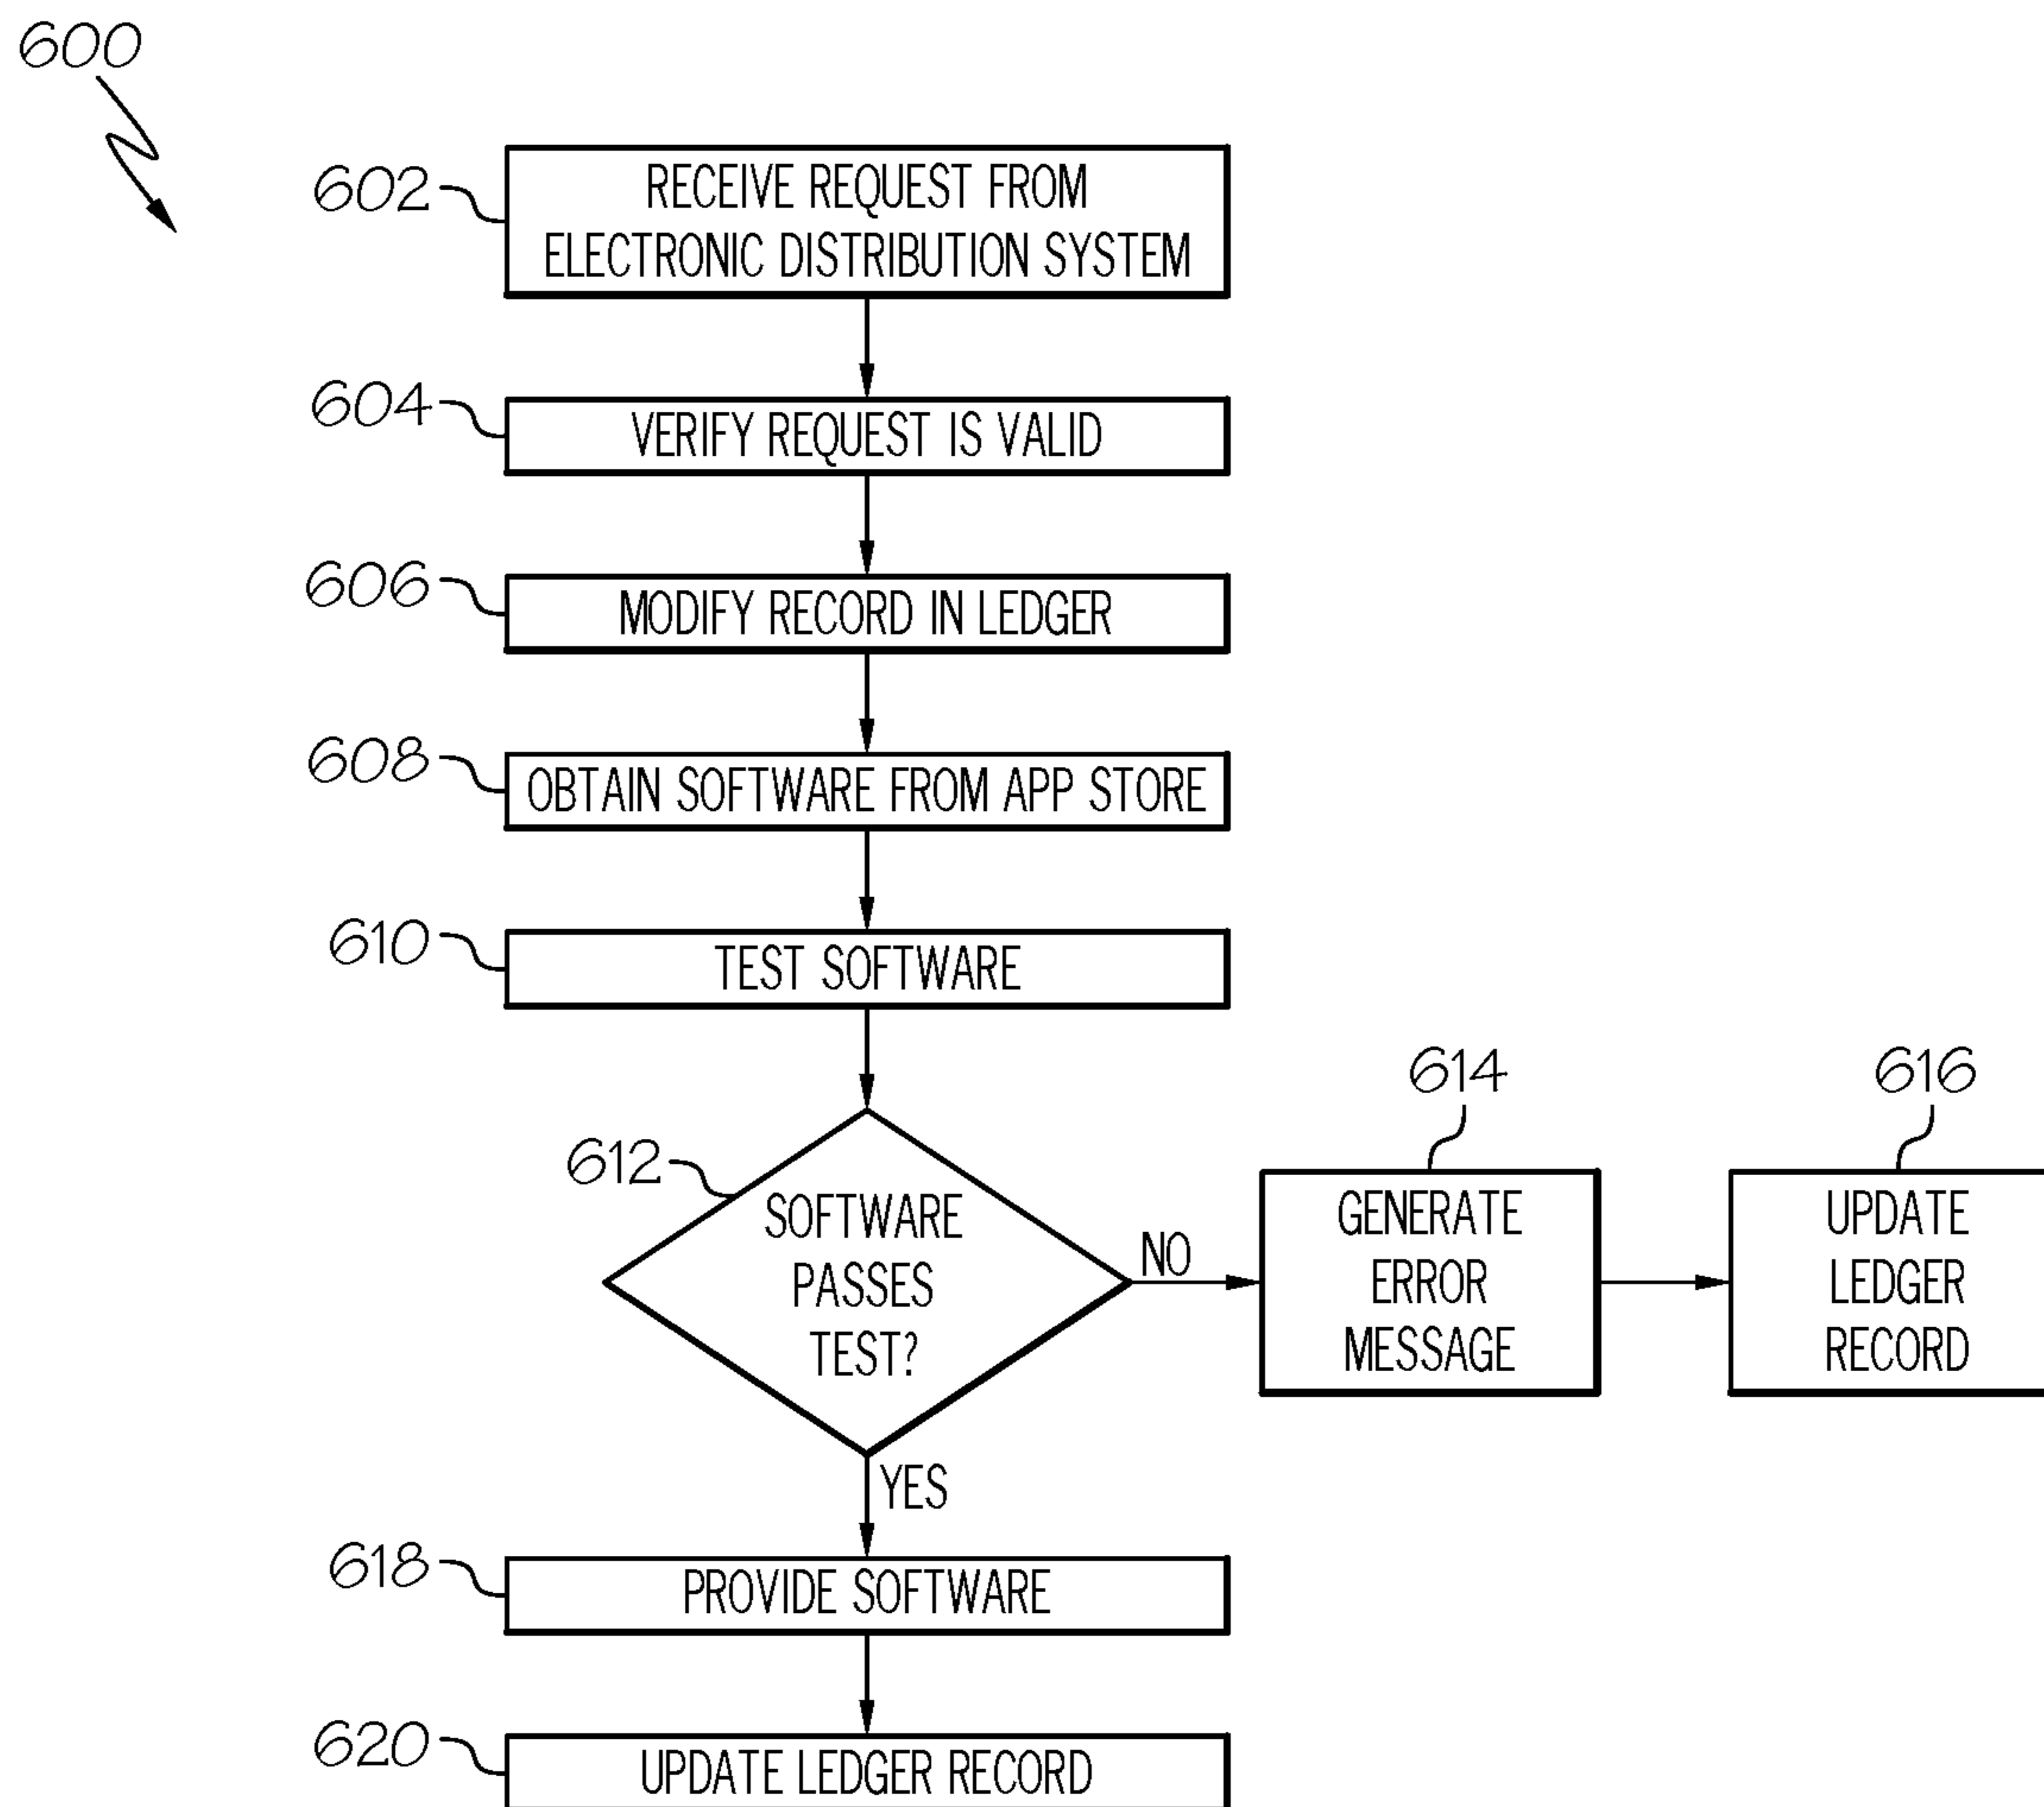 600
602
RECEIVE REQUEST FROM
ELECTRONIC DISTRIBUTION SYSTEM
604
VERIFY REQUEST IS VALID
606
MODIFY RECORD IN LEDGER
608
OBTAIN SOFTWARE FROM APP STORE
610
TEST SOFTWARE
612
SOFTWARE
PASSES
TEST?
NO
614
GENERATE
ERROR
MESSAGE
616
UPDATE
LEDGER
RECORD
YES
618
PROVIDE SOFTWARE
620
UPDATE LEDGER RECORD